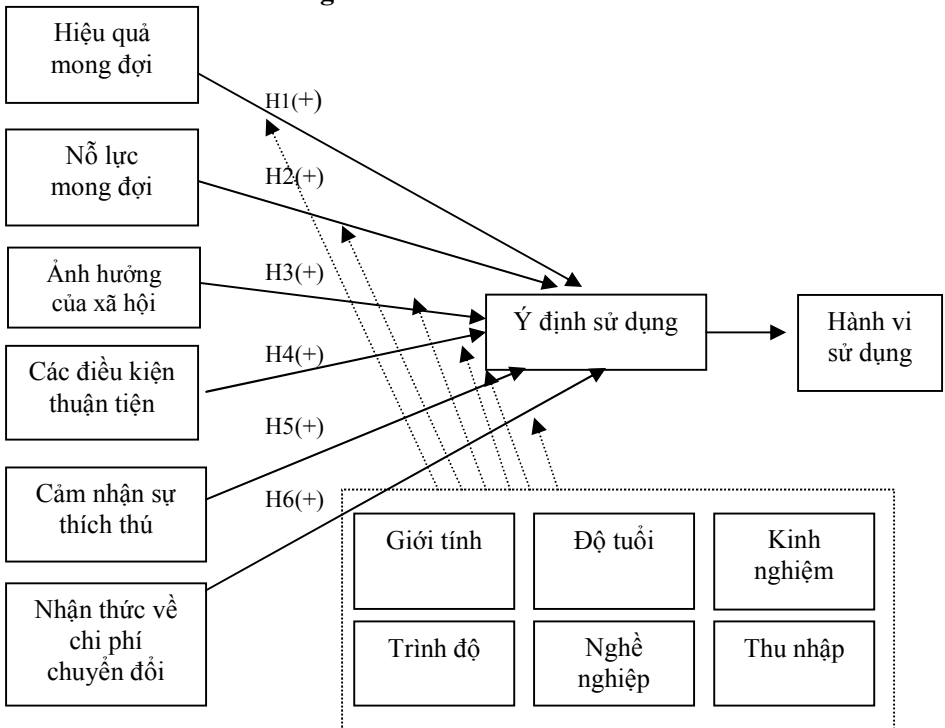 Hiệu quả
mong đợi
H1(+)
Nỗ lực
mong đợi
H2(+)
Ảnh hưởng
của xã hội
H3(+)
Ý định sử dụng
Hành vi
sử dụng
Các điều kiện
thuận tiện
H4(+)
Cảm nhận sự
thích thú
H5(+)
Nhận thức về
chi phí
chuyển đổi
H6(+)
Giới tính
Độ tuổi
Kinh
nghiệm
Trình độ
Nghề
nghiệp
Thu nhập